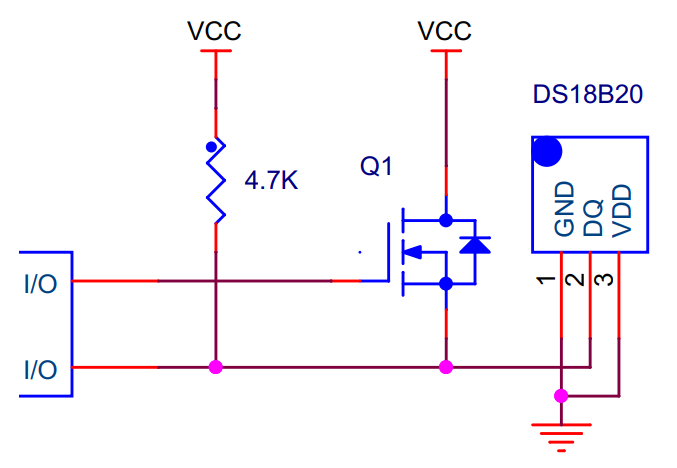 VCC
VCC
DS18B20
Q1
4.7K
GND
DQ
VDD
I/O
1
2
3
I/O